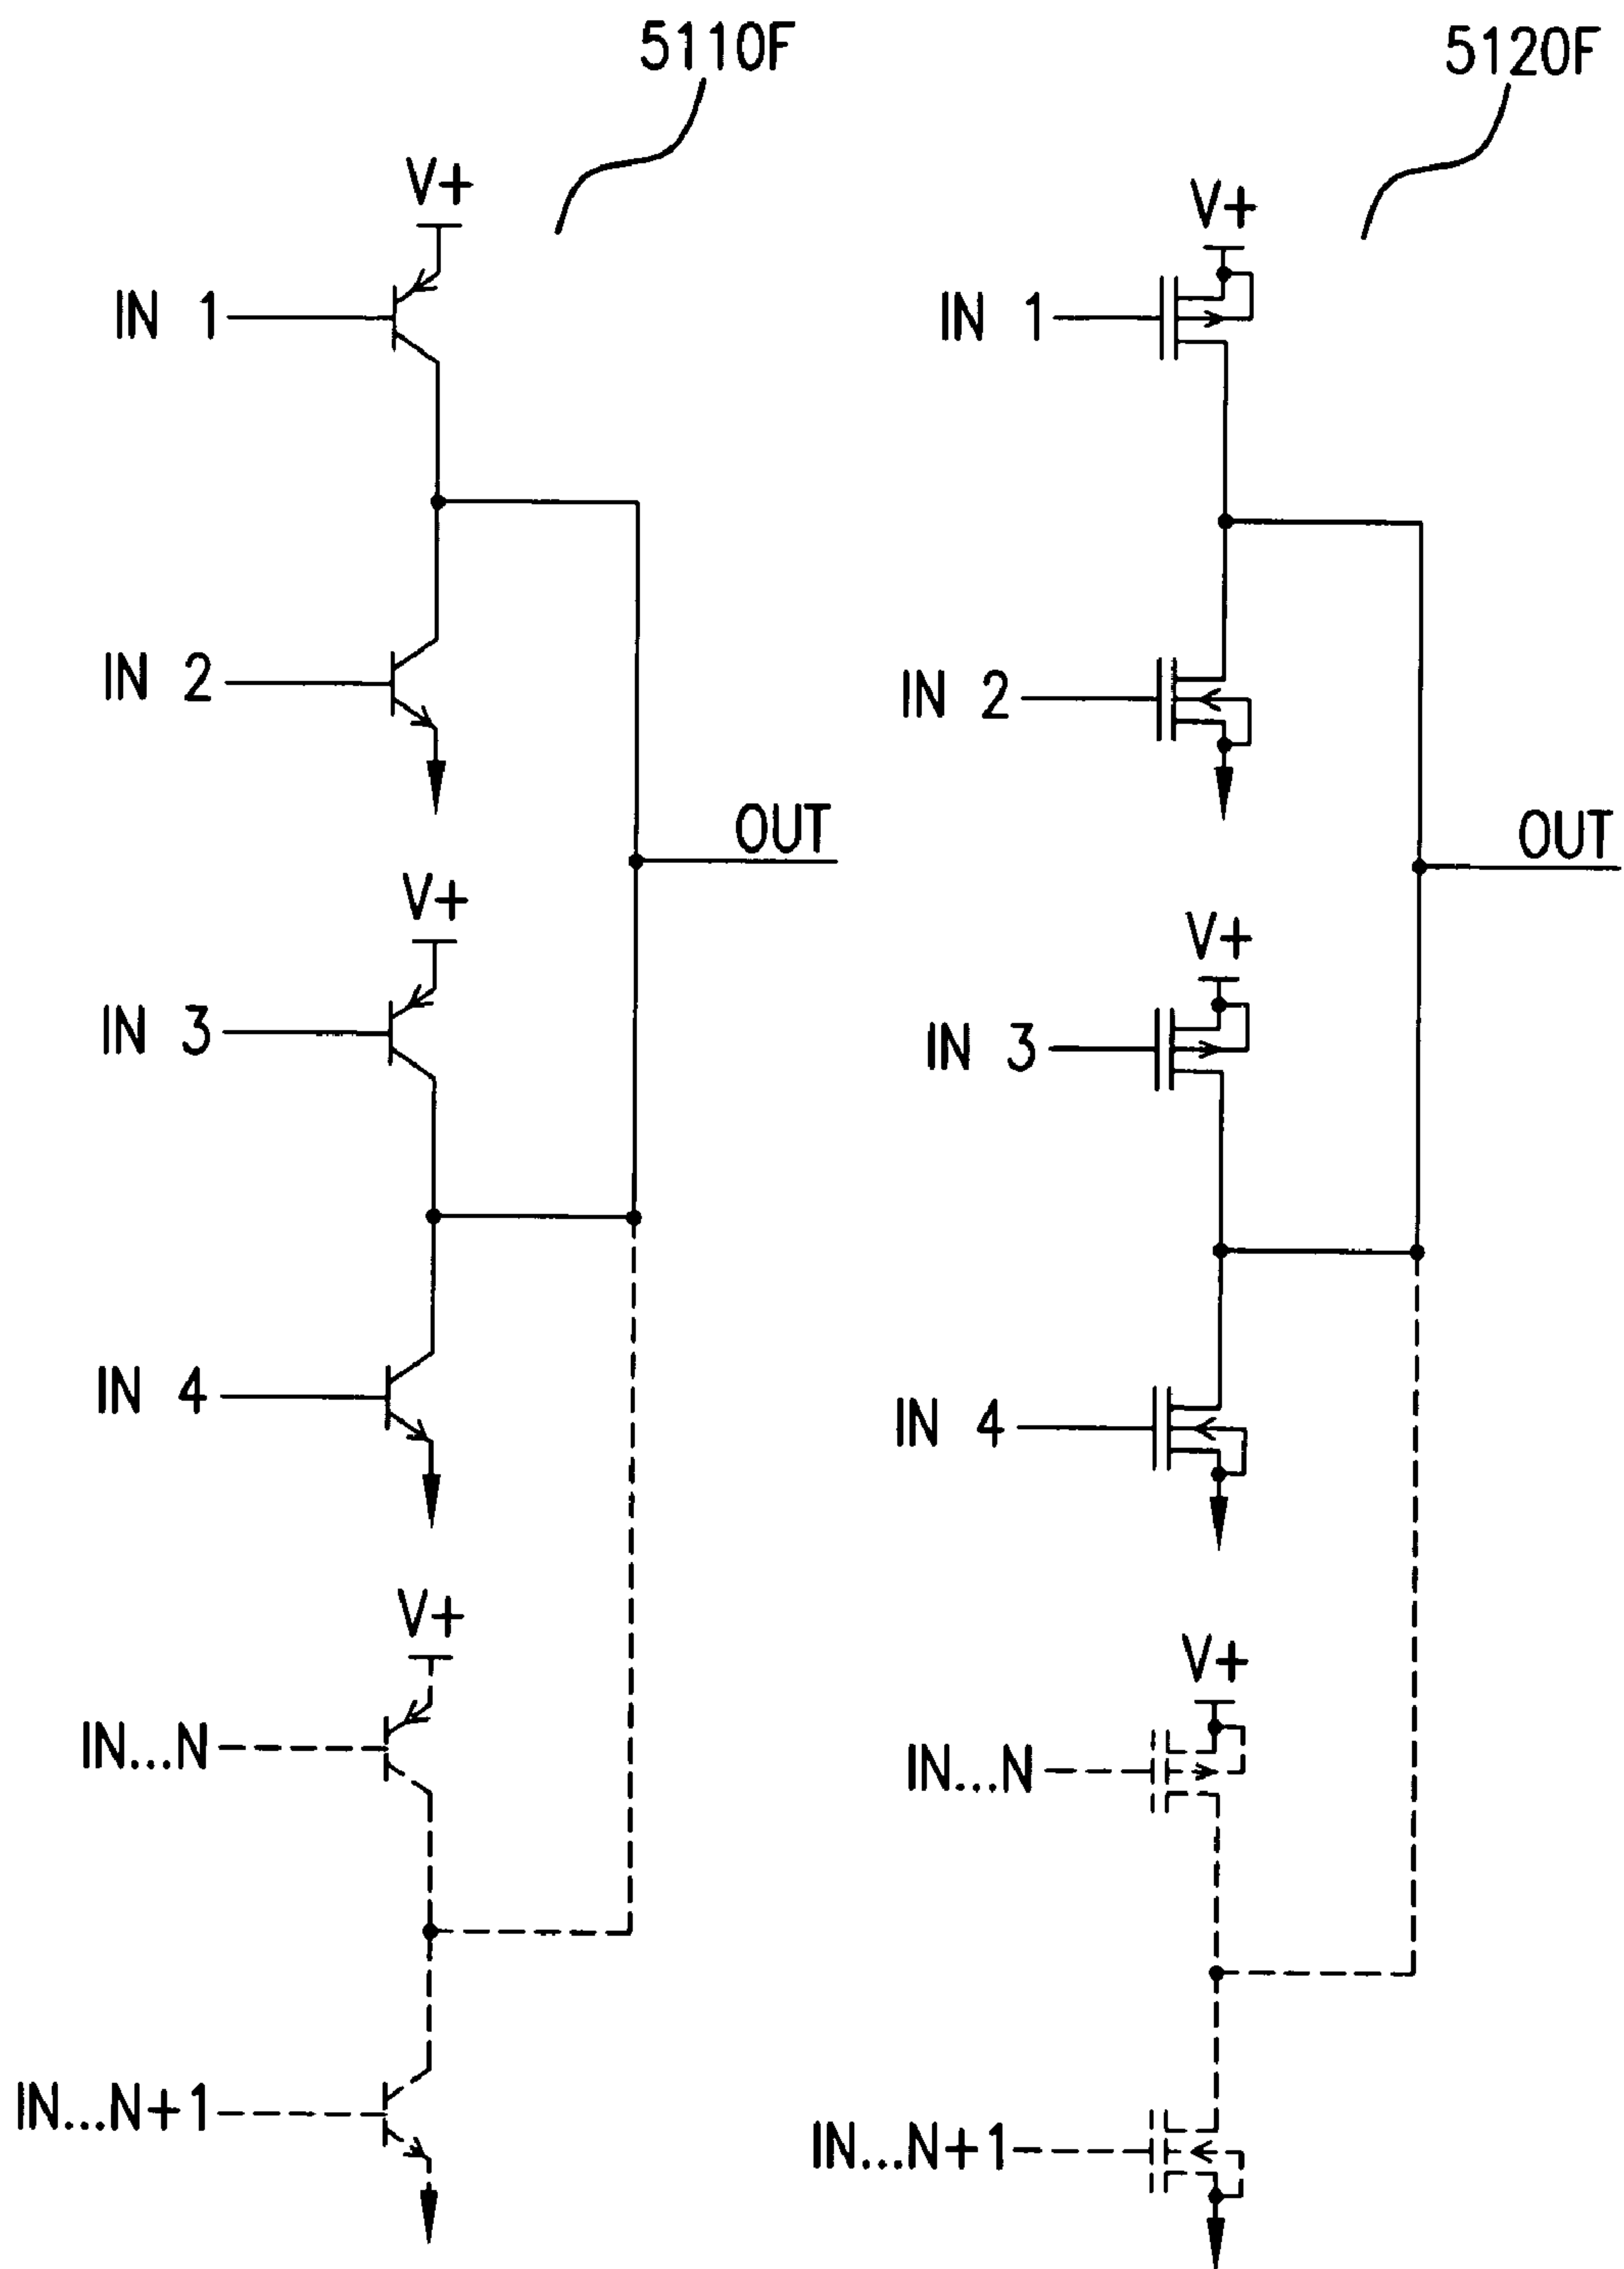 5110F
V+
IN 1
IN 2
OUT
V+
IN 3
IN 4
V+
IN...N
IN...N+1
5120F
V+
IN 1
IN 2
OUT
V+
IN 3
IN 4
V+
IN...N
IN...N+1